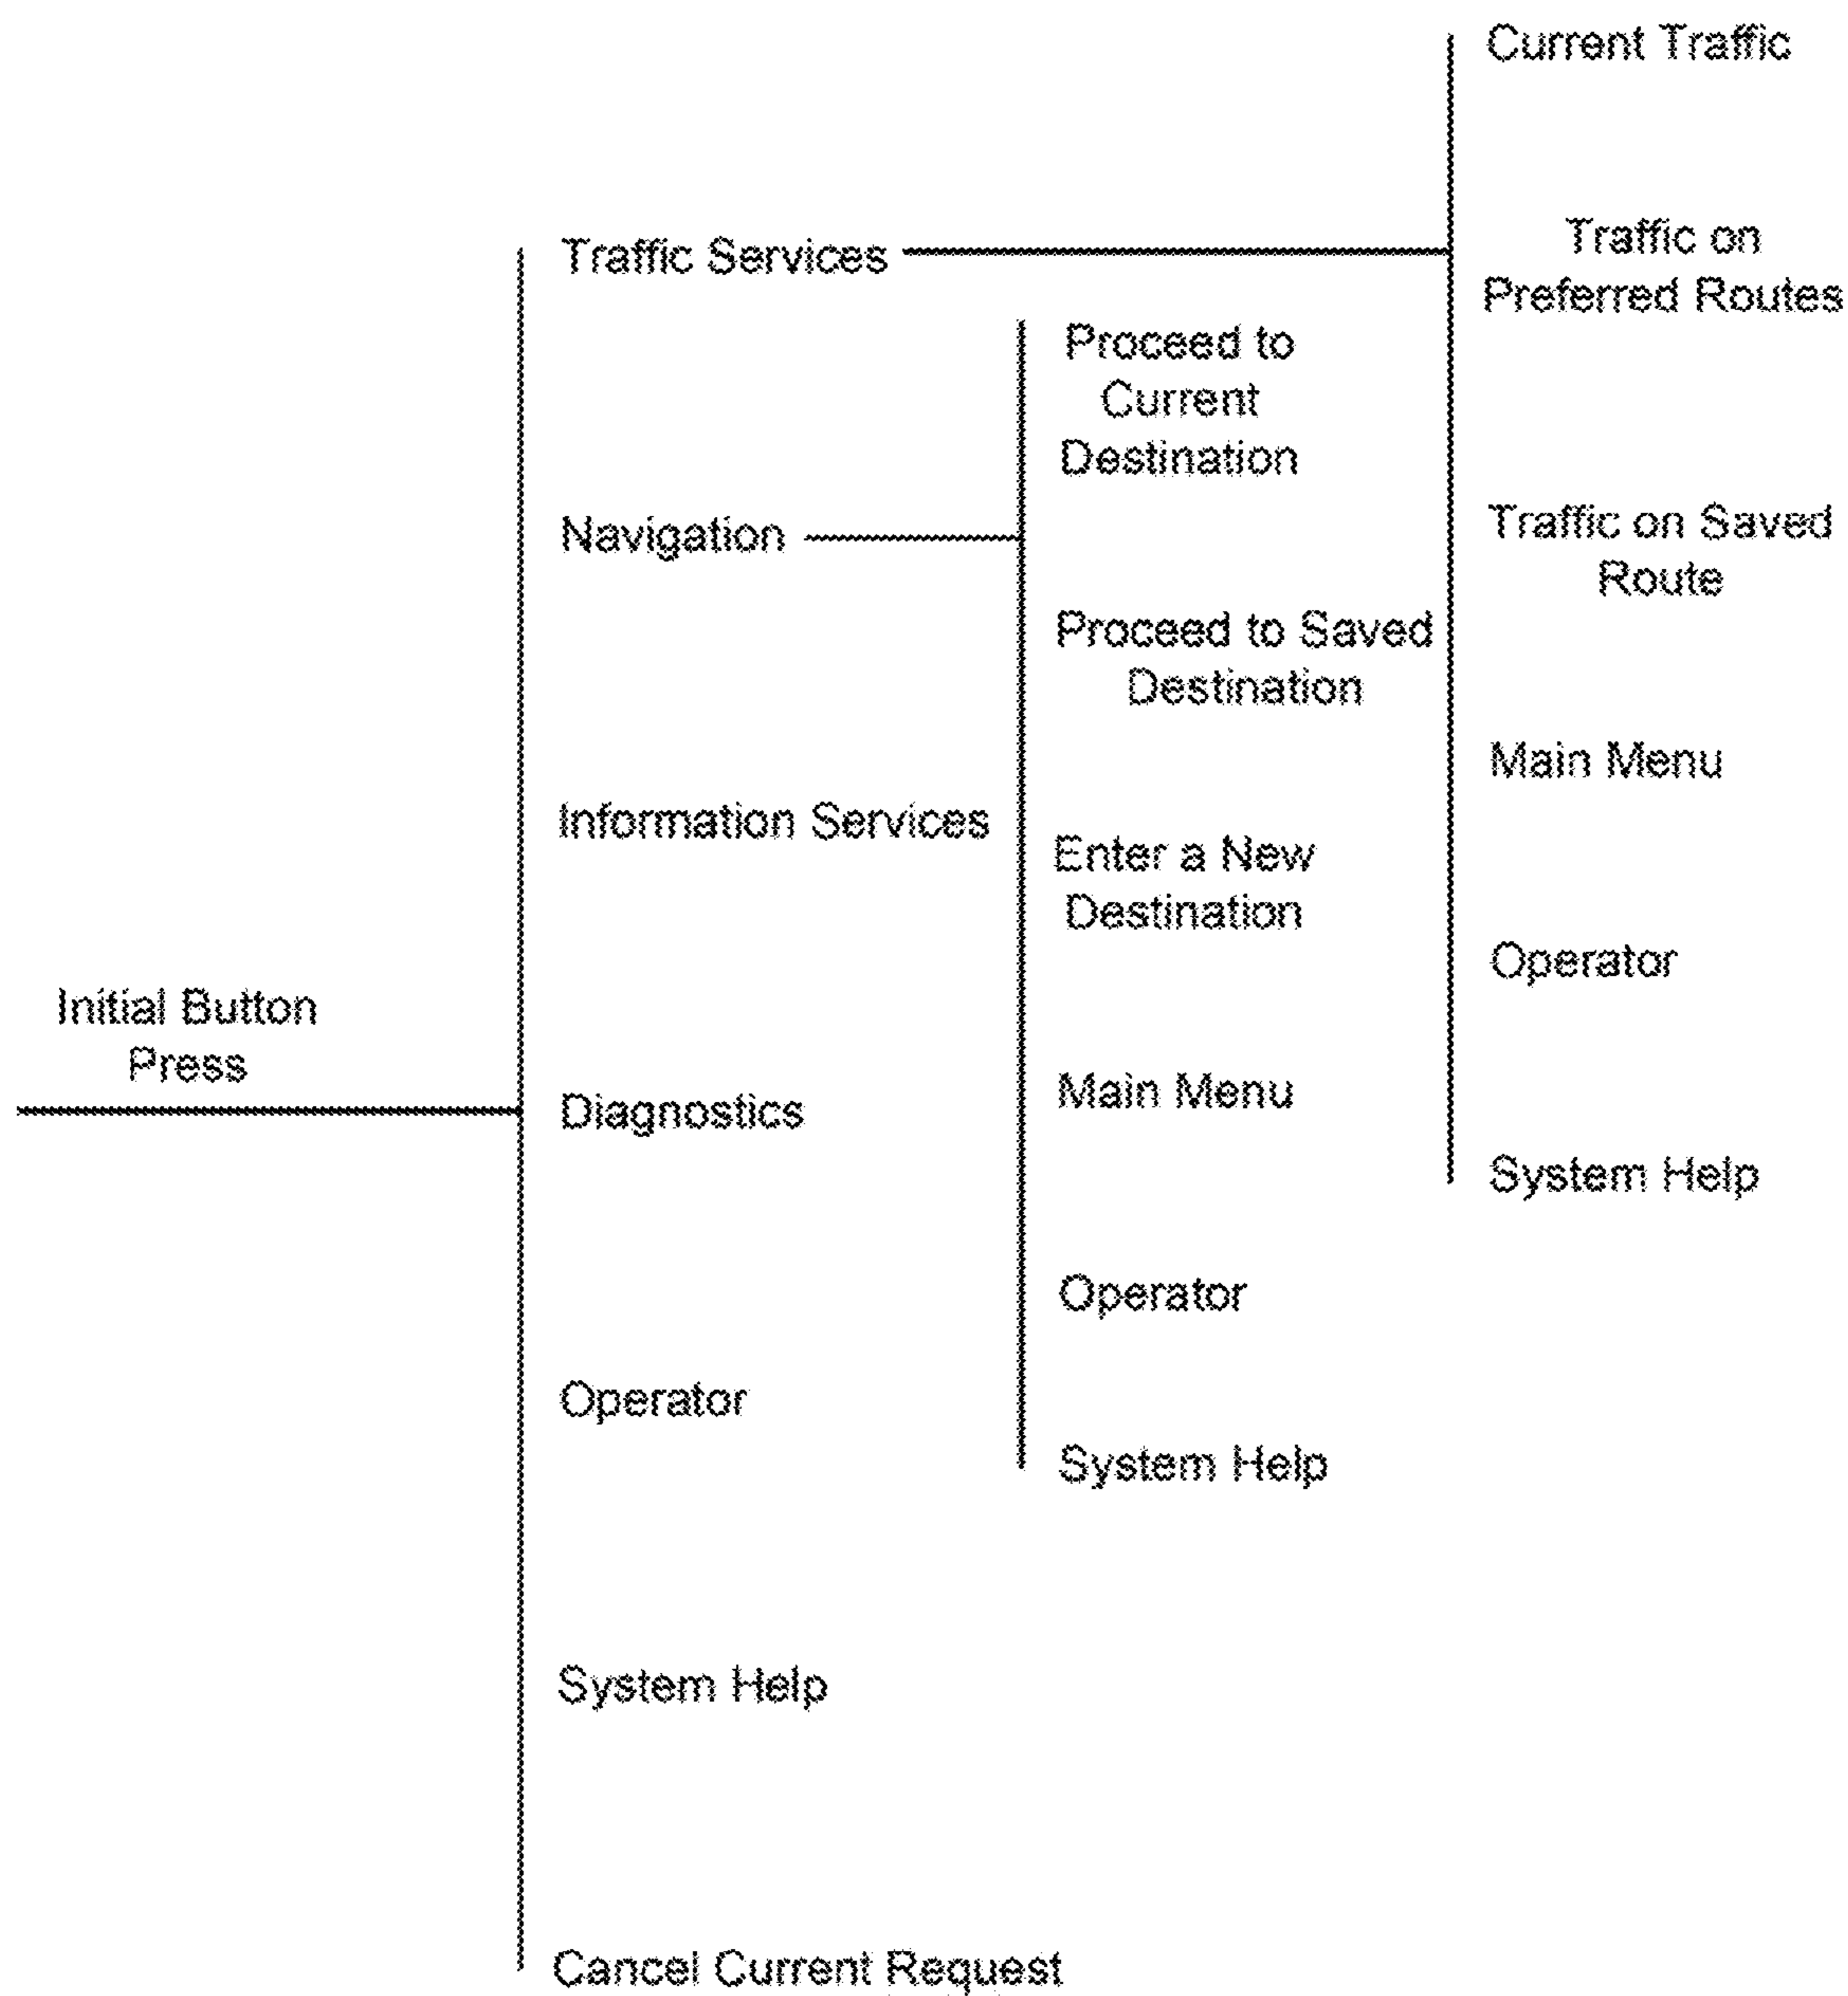 Initial Button
Press
Traffic Services
Navigation
Information Services
Diagnostics
Operator
System Help
Cancel Current Request
Proceed to
Current
Destination
Proceed to Saved
Destination
Enter a New
Destination
Main Menu
Operator
System Help
Current Traffic
Traffic on
Preferred Routes
Traffic on Saved
Route
Main Menu
Operator
System Help